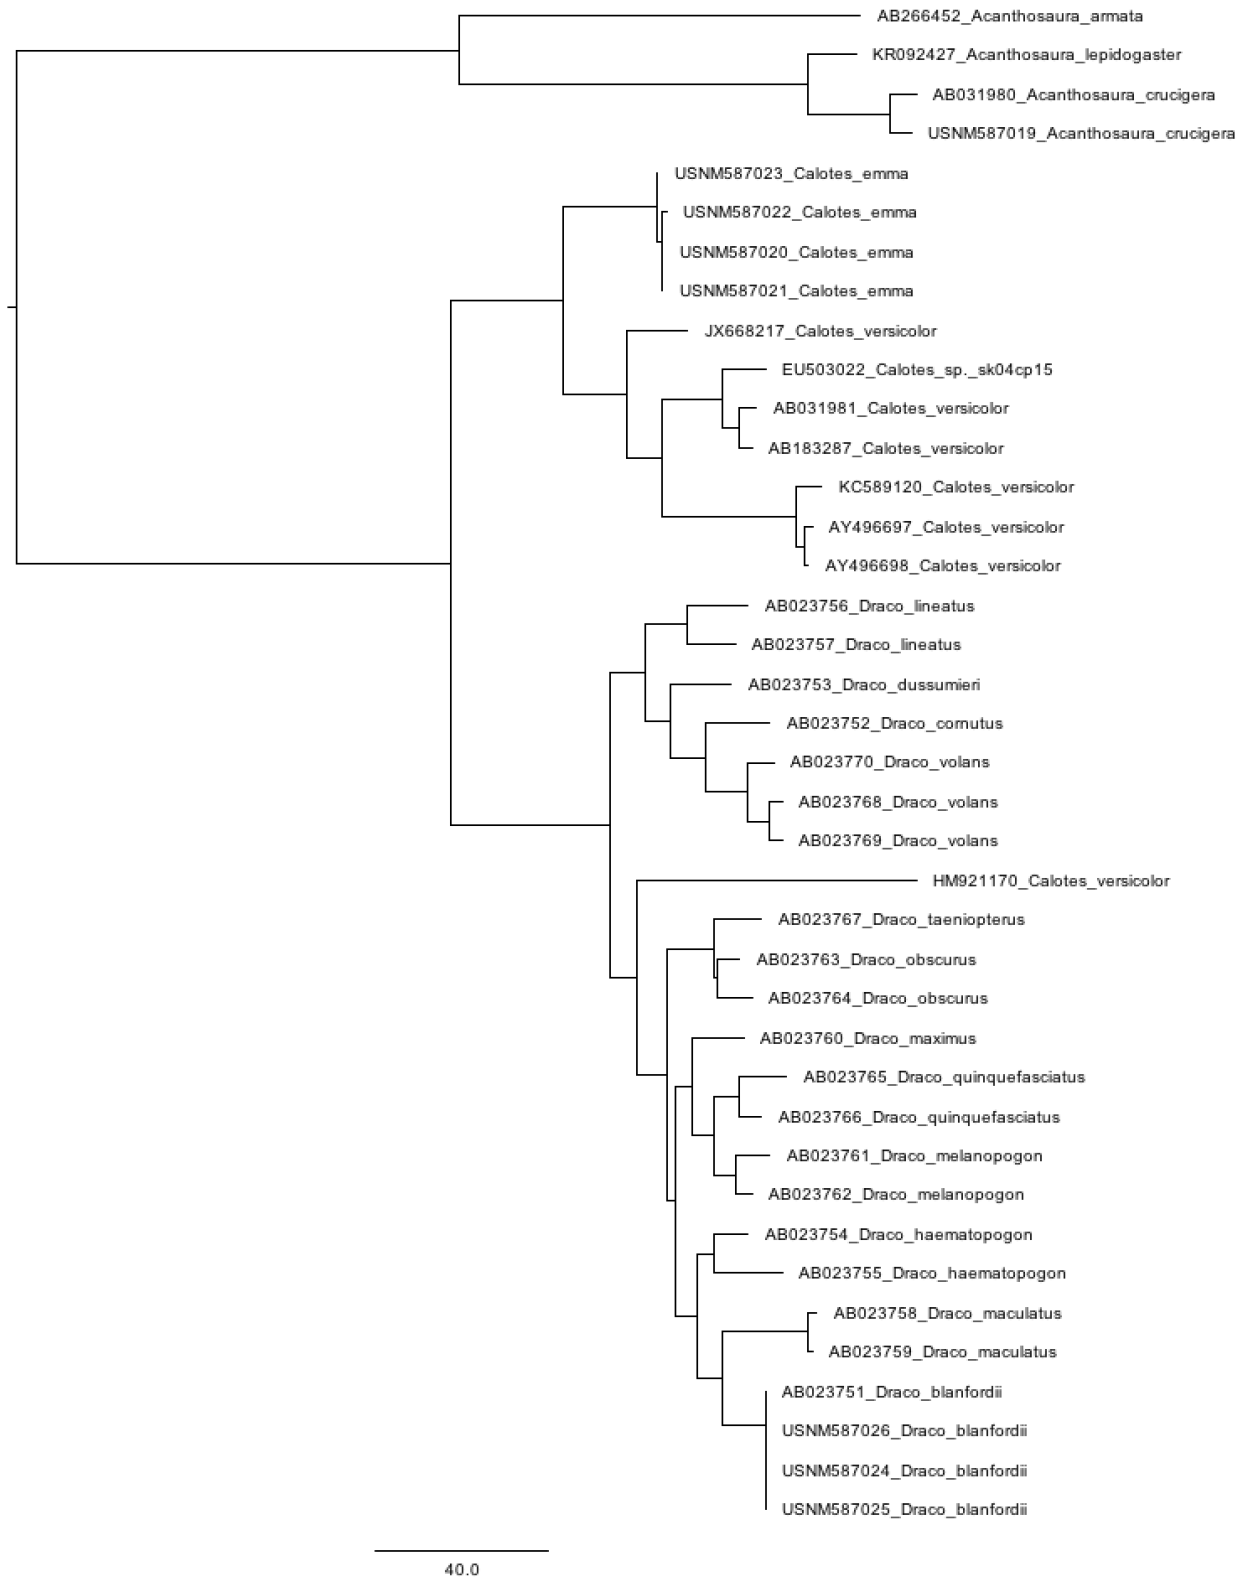 AB266452_Acanthosaura_armata
KR092427_Acanthosaura_lepidogaster
AB031980_Acanthosaura_crucigera
USNM587019_Acanthosaura_crucigera
USNM587023_Calotes_emma
USNM587022_Calotes_emma
USNM587020_Calotes_emma
USNM587021_Calotes_emma
JX668217_Calotes_versicolor
EU503022_Calotes_sp._sk04cp15
AB031981_Calotes_versicolor
AB183287_Calotes_versicolor
KC589120_Calotes_versicolor
AY496697_Calotes_versicolor
AY496698_Calotes_versicolor
AB023756_Draco_lineatus
AB023757_Draco_lineatus
AB023753_Draco_dussumieri
AB023752_Draco_cornutus
AB023770_Draco_volans
AB023768_Draco_volans
AB023769_Draco_volans
HM921170_Calotes_versicolor
AB023767_Draco_taeniopterus
AB023763_Draco_obscurus
AB023764_Draco_obscurus
AB023760_Draco_maximus
AB023765_Draco_quinquefasciatus
AB023766_Draco_quinquefasciatus
AB023761_Draco_melanopogon
AB023762_Draco_melanopogon
AB023754_Draco_haematopogon
AB023755_Draco_haematopogon
AB023758_Draco_maculatus
AB023759_Draco_maculatus
AB023751_Draco_blanfordii
USNM587026_Draco_blanfordii
USNM587024_Draco_blanfordii
USNM587025_Draco_blanfordii
40.0